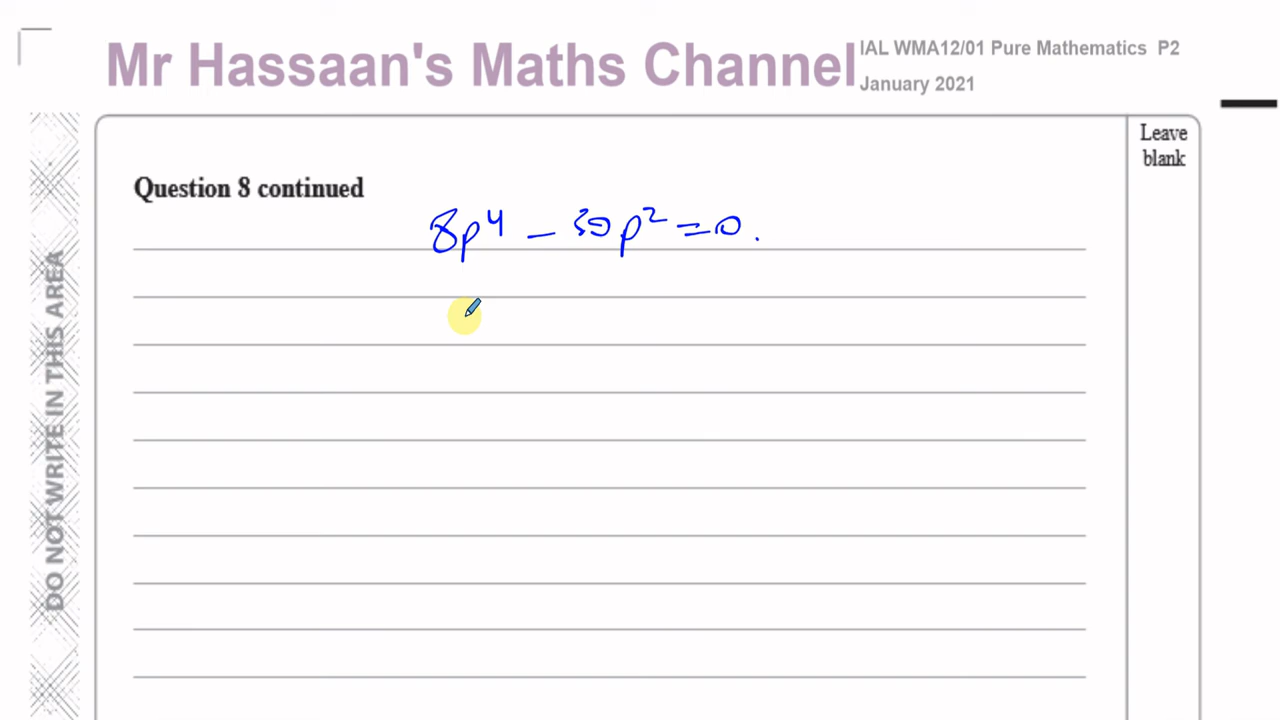 Mr Hassaan's Maths Channel
IAL WMA12/01 Pure Mathematics P2
January 2021
Leave
blank
Question 8 continued
8p⁴ – 30p² = 0.
DO NOT WRITE IN THIS AREA